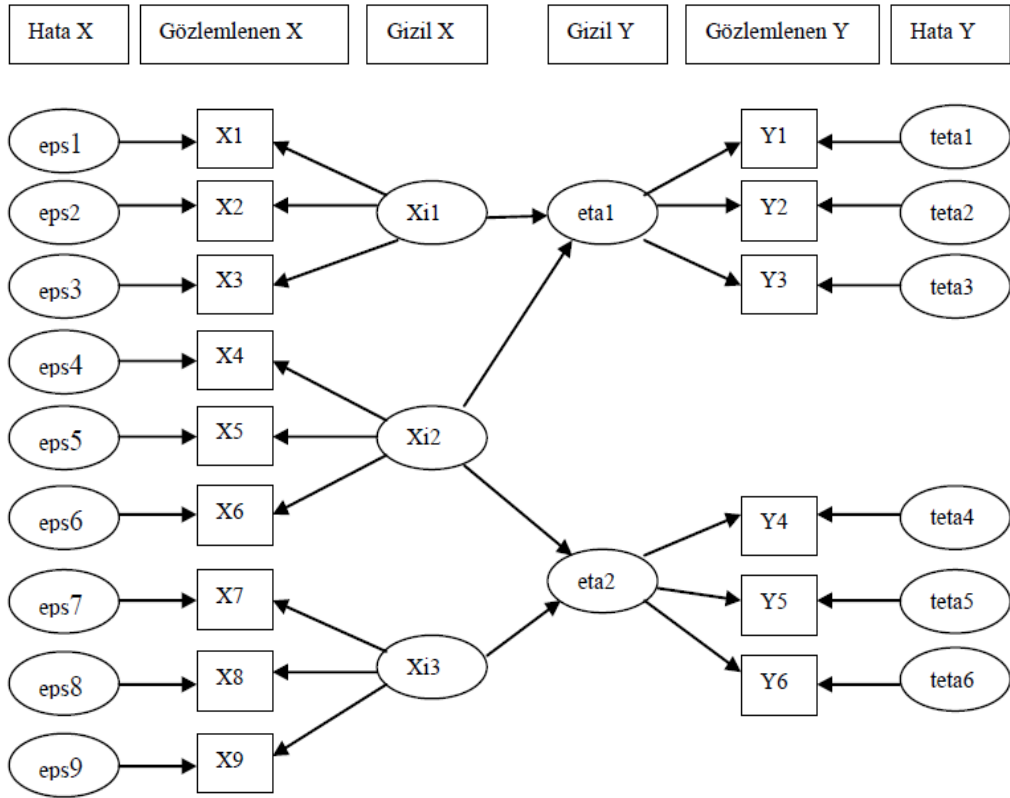 Hata X
Gözlemlenen X
Gizil X
Gizil Y
Gözlemlenen Y
Hata Y
eps1
X1
Y1
teta1
eps2
X2
Xi1
eta1
Y2
teta2
eps3
X3
Y3
teta3
eps4
X4
eps5
X5
Xi2
eps6
X6
Y4
teta4
eps7
X7
eta2
Y5
teta5
eps8
X8
Xi3
Y6
teta6
eps9
X9